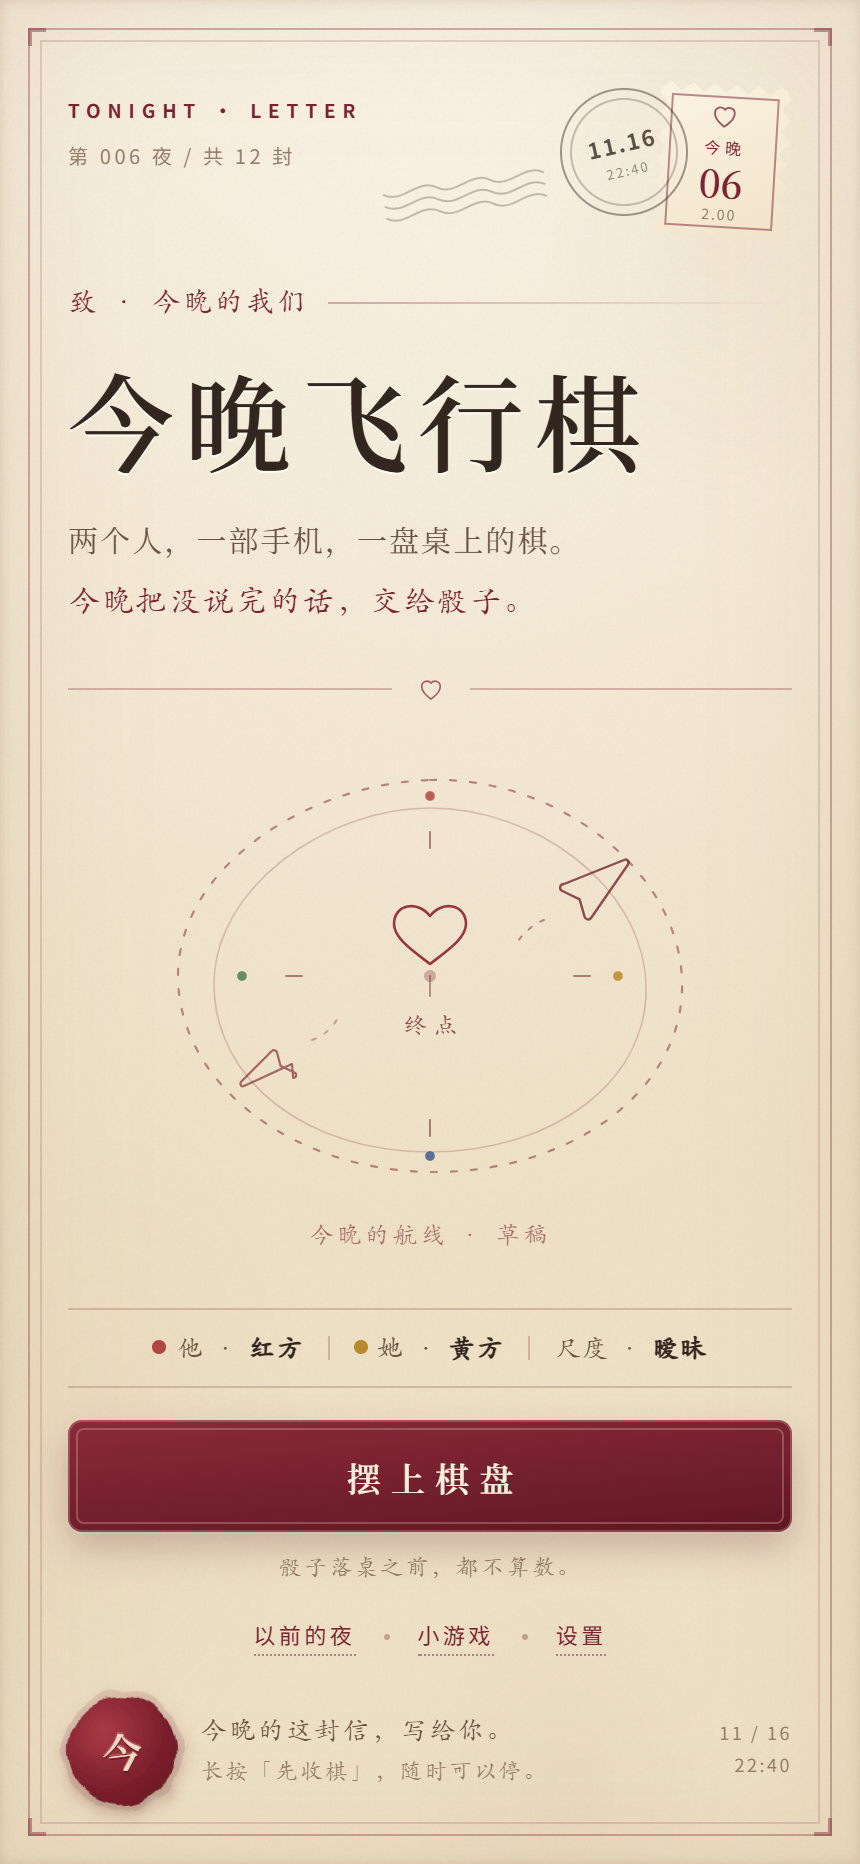 TONIGHT · LETTER
第 006 夜 / 共 12 封
11.16
22:40
今晚
06
2.00
致 · 今晚的我们
今晚飞行棋
两个人，一部手机，一盘桌上的棋。
今晚把没说完的话，交给骰子。
终点
今晚的航线 · 草稿
他 · 红方 | 她 · 黄方 | 尺度 · 暧昧
摆上棋盘
骰子落桌之前，都不算数。
以前的夜 • 小游戏 • 设置
今
今晚的这封信，写给你。
长按「先收棋」，随时可以停。
11 / 16
22:40